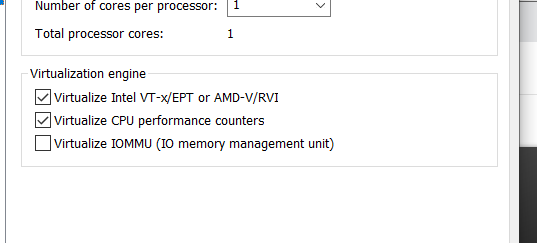 Number of cores per processor: 1
Total processor cores: 1
Virtualization engine
Virtualize Intel VT-x/EPT or AMD-V/RVI
Virtualize CPU performance counters
Virtualize IOMMU (IO memory management unit)